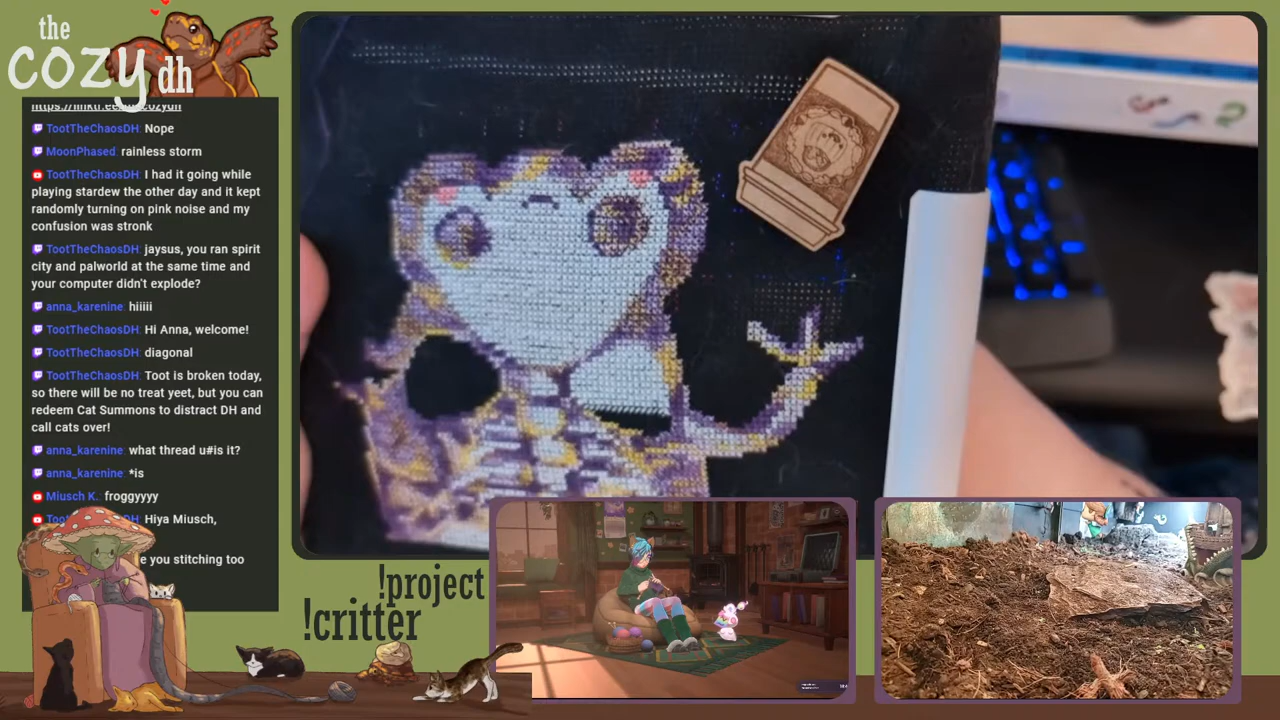 the
cozy dh
TootTheChaosDH: Nope
MoonPhased: rainless storm
TootTheChaosDH: I had it going while
playing stardew the other day and it kept
randomly turning on pink noise and my
confusion was stronk
TootTheChaosDH: jaysus, you ran spirit
city and palworld at the same time and
your computer didn't explode?
anna_karenine: hiiiii
TootTheChaosDH: Hi Anna, welcome!
TootTheChaosDH: diagonal
TootTheChaosDH: Toot is broken today,
so there will be no treat yeet, but you can
redeem Cat Summons to distract DH and
call cats over!
anna_karenine: what thread u#is it?
anna_karenine: *is
Miusch K.: froggyyyy
Hiya Miusch,
you stitching too
!project
!critter